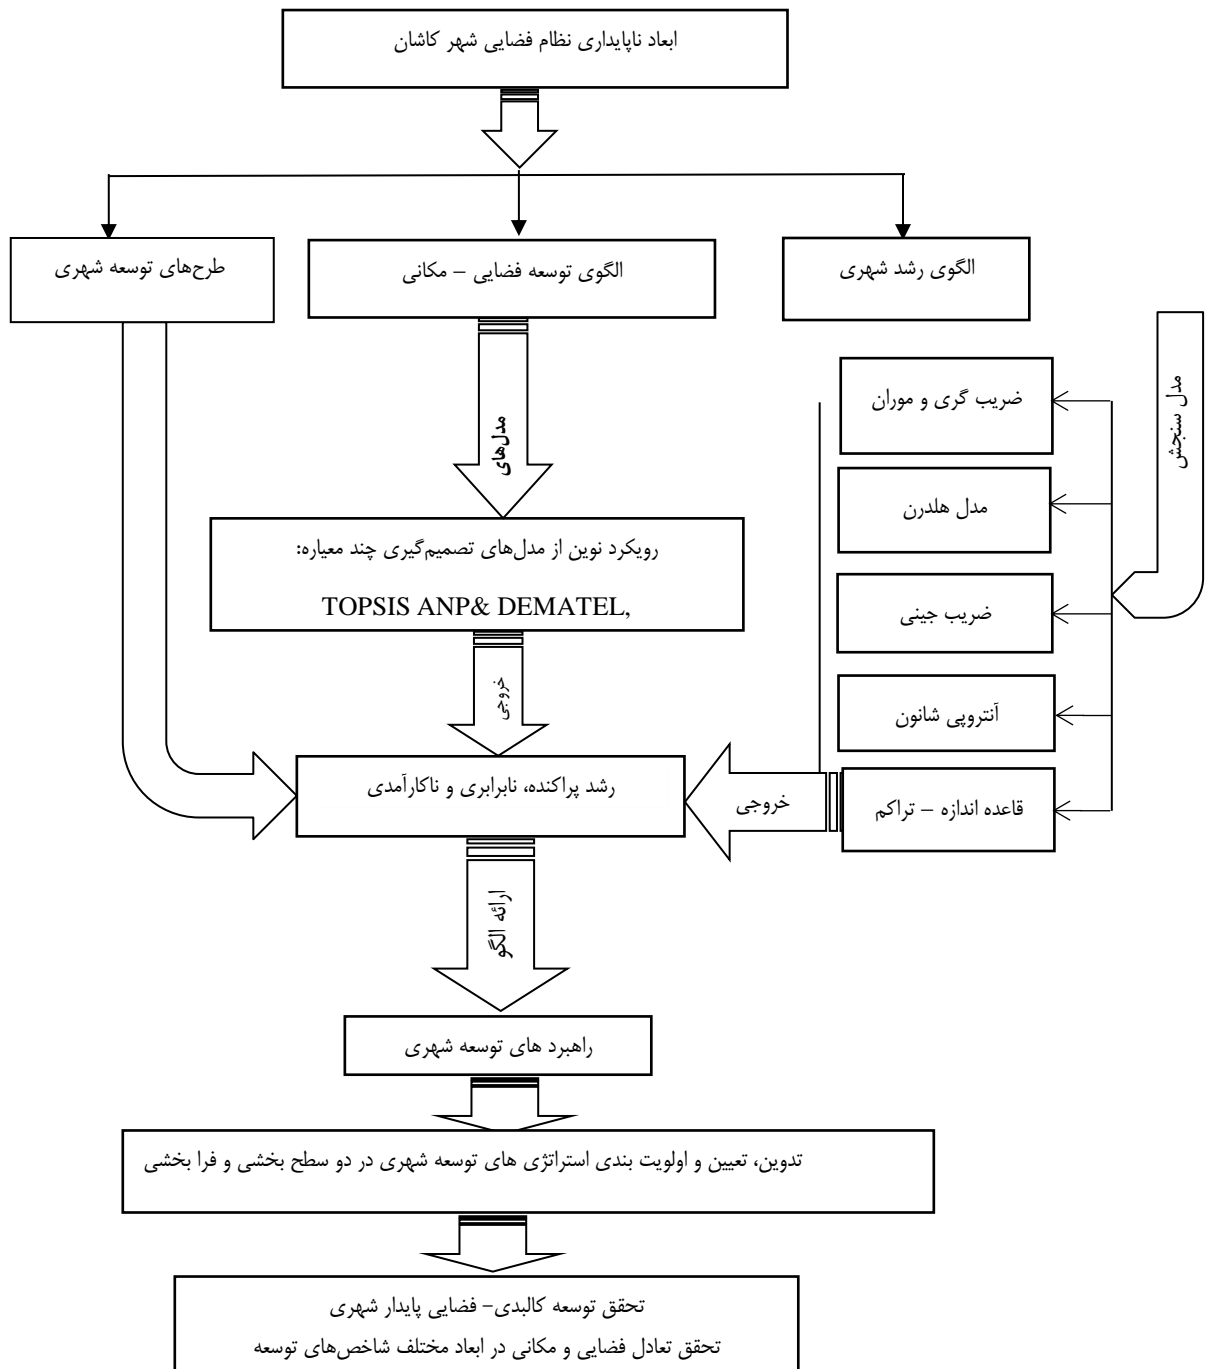 ابعاد ناپایداری نظام فضایی شهر کاشان
الگوی رشد شهری
الگوی توسعه فضایی – مکانی
طرح‌های توسعه شهری
مدل سنجش
ضریب گری و موران
مدل هلدرن
ضریب جینی
آنتروپی شانون
قاعده اندازه – تراکم
خروجی
مدل‌های
رویکرد نوین از مدل‌های تصمیم‌گیری چند معیاره:
TOPSIS ANP& DEMATEL,
خروجی
رشد پراکنده، نابرابری و ناکارآمدی
ارائه الگو
راهبرد های توسعه شهری
تدوین، تعیین و اولویت بندی استراتژی های توسعه شهری در دو سطح بخشی و فرا بخشی
تحقق توسعه کالبدی- فضایی پایدار شهری
تحقق تعادل فضایی و مکانی در ابعاد مختلف شاخص‌های توسعه